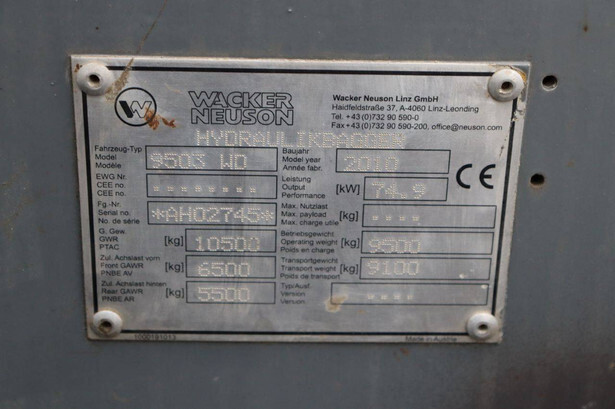 WACKER
NEUSON
Wacker Neuson Linz GmbH
Haidfeldstraße 37, A-4060 Linz-Leonding
Tel. +43(0)732 90 590-0
Fax +43(0)732 90 590-200, office@neuson.com
HYDRAULIKBAGGER
Fahrzeug-Typ
Model
Modèle
WD
Baujahr
Model year
Année fabr.
2010
EWG Nr.
CEE no.
CEE no.
--------
Leistung
Output
Performance
[kW]
74.9
CE
Fg.-Nr.
Serial no.
No. de série
*AH02745*
Max. Nutzlast
Max. payload
Max. charge
[kg]
----
G. Gew.
GWR
PTAC
[kg]
10500
Betriebsgewicht
Operating weight
Poids en charge
[kg]
9500
Zul. Achslast vorn
Front GAWR
PNBE AV
[kg]
6500
Transportgewicht
Transport weight
Poids de transport
[kg]
9100
Zul. Achslast hinten
Rear GAWR
PNBE AR
[kg]
5500
Typ/Ausf.
Version
Version
----
1000191013
Made in Austria